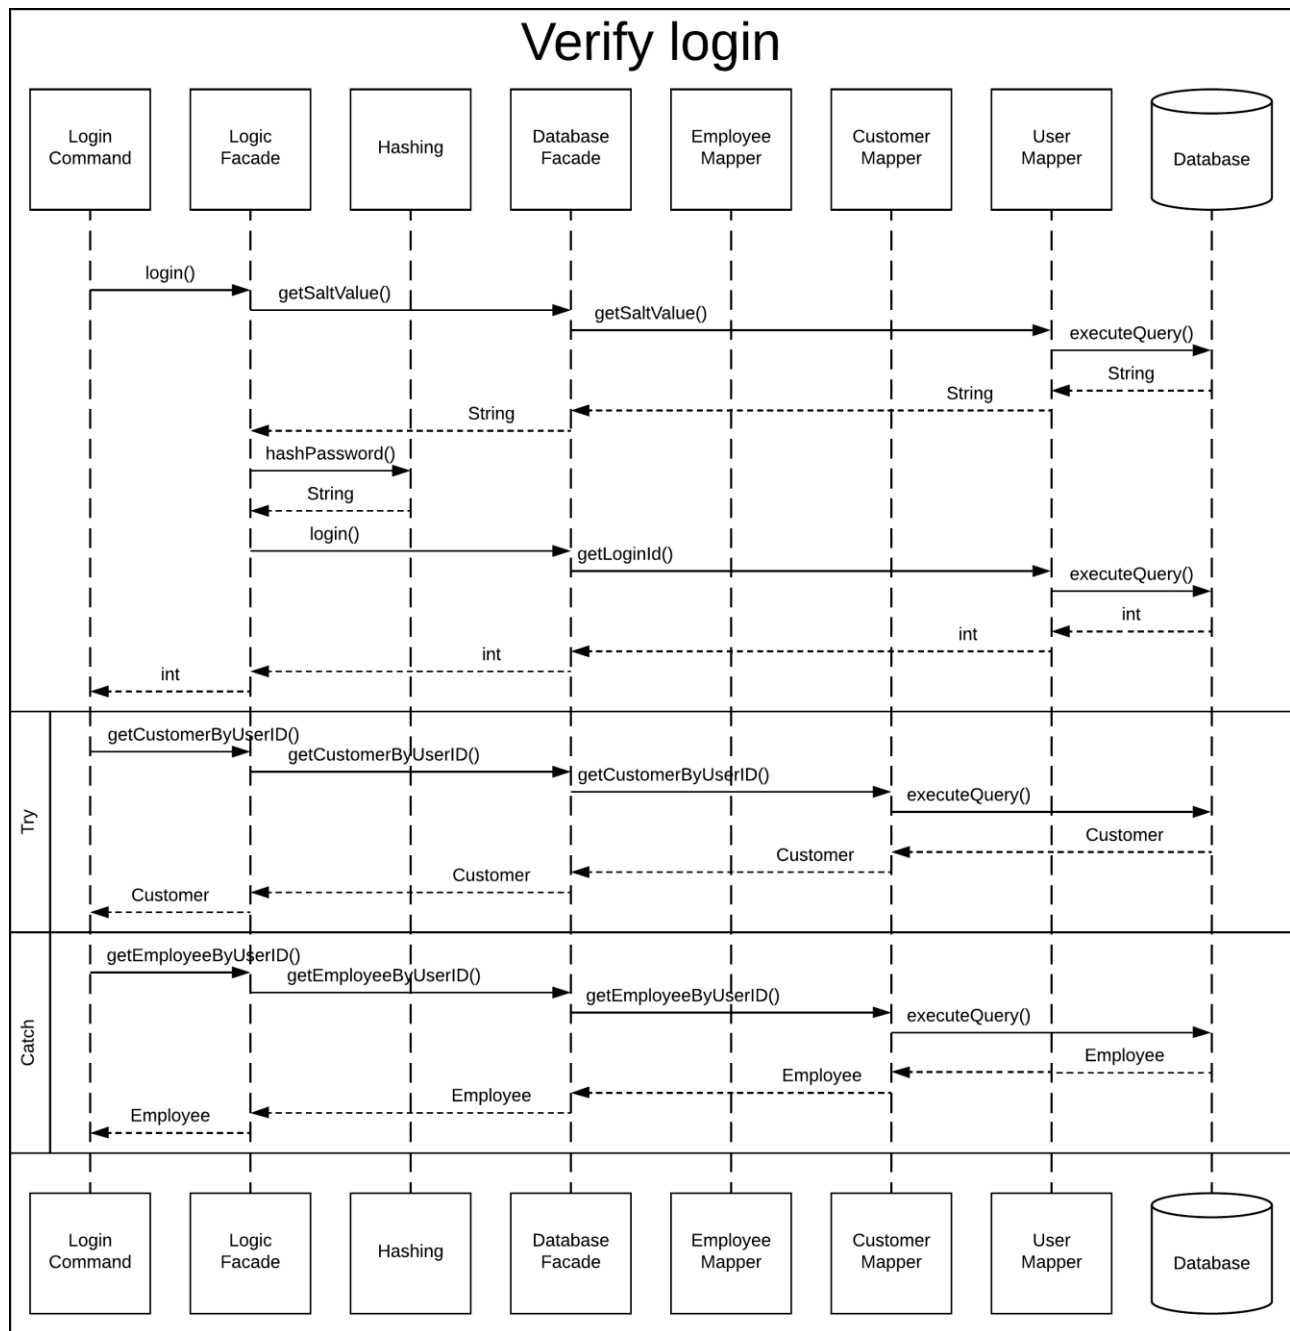 Verify login
Login
Command
Logic
Facade
Hashing
Database
Facade
Employee
Mapper
Customer
Mapper
User
Mapper
Database
login()
getSaltValue()
getSaltValue()
executeQuery()
String
String
String
hashPassword()
String
login()
getLoginId()
executeQuery()
int
int
int
int
Try
getCustomerByUserID()
getCustomerByUserID()
getCustomerByUserID()
executeQuery()
Customer
Customer
Customer
Customer
Catch
getEmployeeByUserID()
getEmployeeByUserID()
getEmployeeByUserID()
executeQuery()
Employee
Employee
Employee
Employee
Login
Command
Logic
Facade
Hashing
Database
Facade
Employee
Mapper
Customer
Mapper
User
Mapper
Database